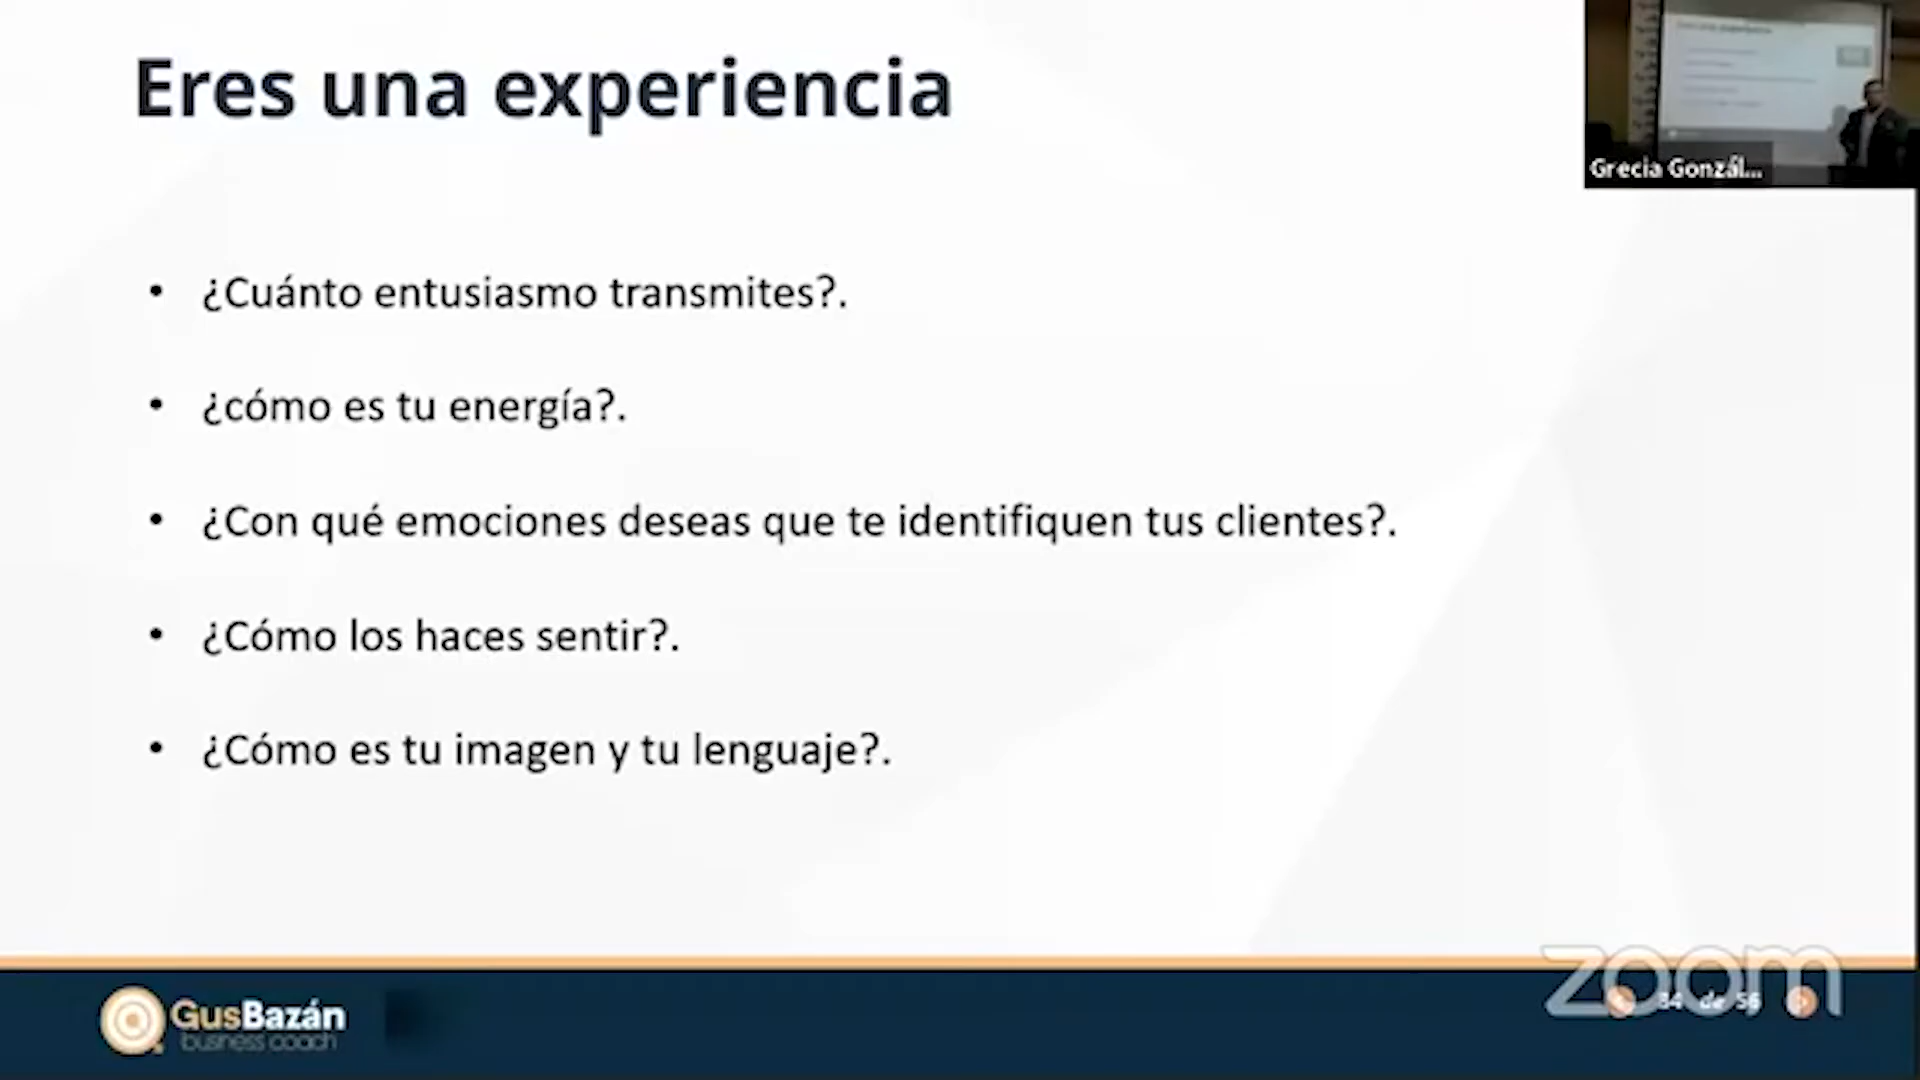 Eres una experiencia
Grecia Gonzál...
• ¿Cuánto entusiasmo transmites?.
• ¿cómo es tu energía?.
• ¿Con qué emociones deseas que te identifiquen tus clientes?.
• ¿Cómo los haces sentir?.
• ¿Cómo es tu imagen y tu lenguaje?.
zoom
34 de 56
GusBazán
business coach